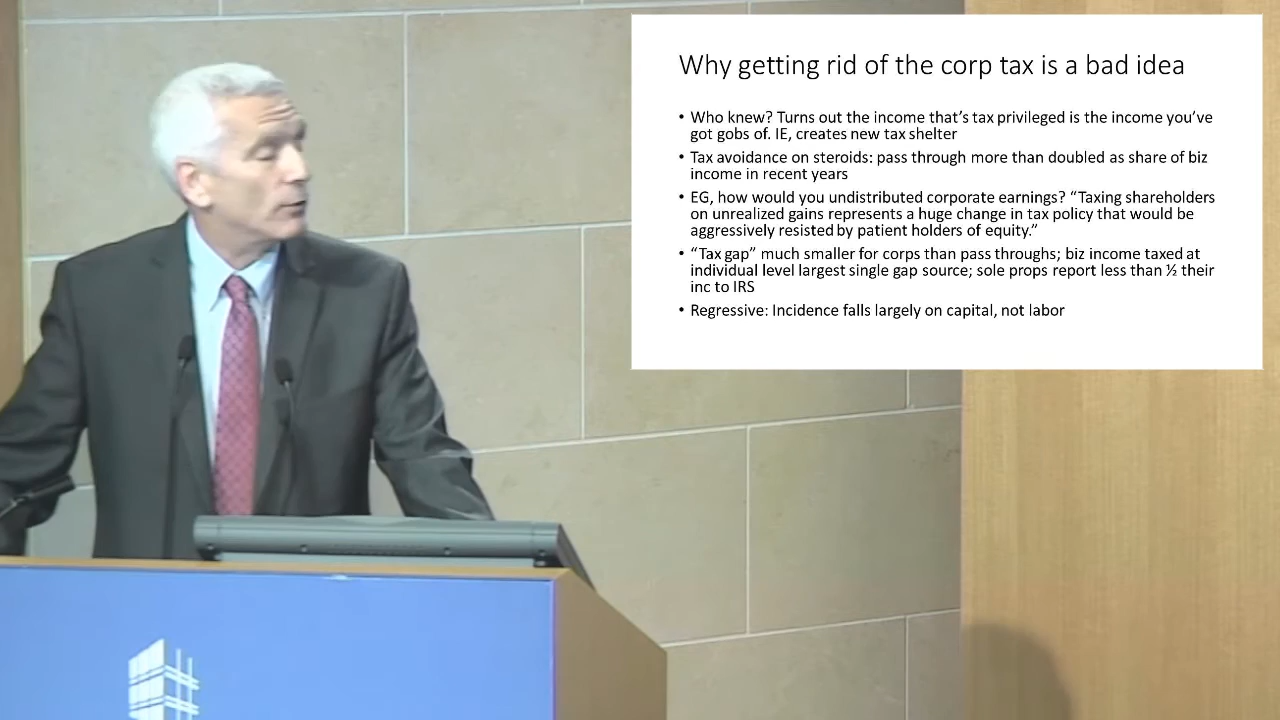 Why getting rid of the corp tax is a bad idea
• Who knew? Turns out the income that's tax privileged is the income you've
got gobs of. IE, creates new tax shelter
• Tax avoidance on steroids: pass through more than doubled as share of biz
income in recent years
• EG, how would you undistributed corporate earnings? “Taxing shareholders
on unrealized gains represents a huge change in tax policy that would be
aggressively resisted by patient holders of equity.”
• “Tax gap” much smaller for corps than pass throughs; biz income taxed at
individual level largest single gap source; sole props report less than ½ their
inc to IRS
• Regressive: Incidence falls largely on capital, not labor